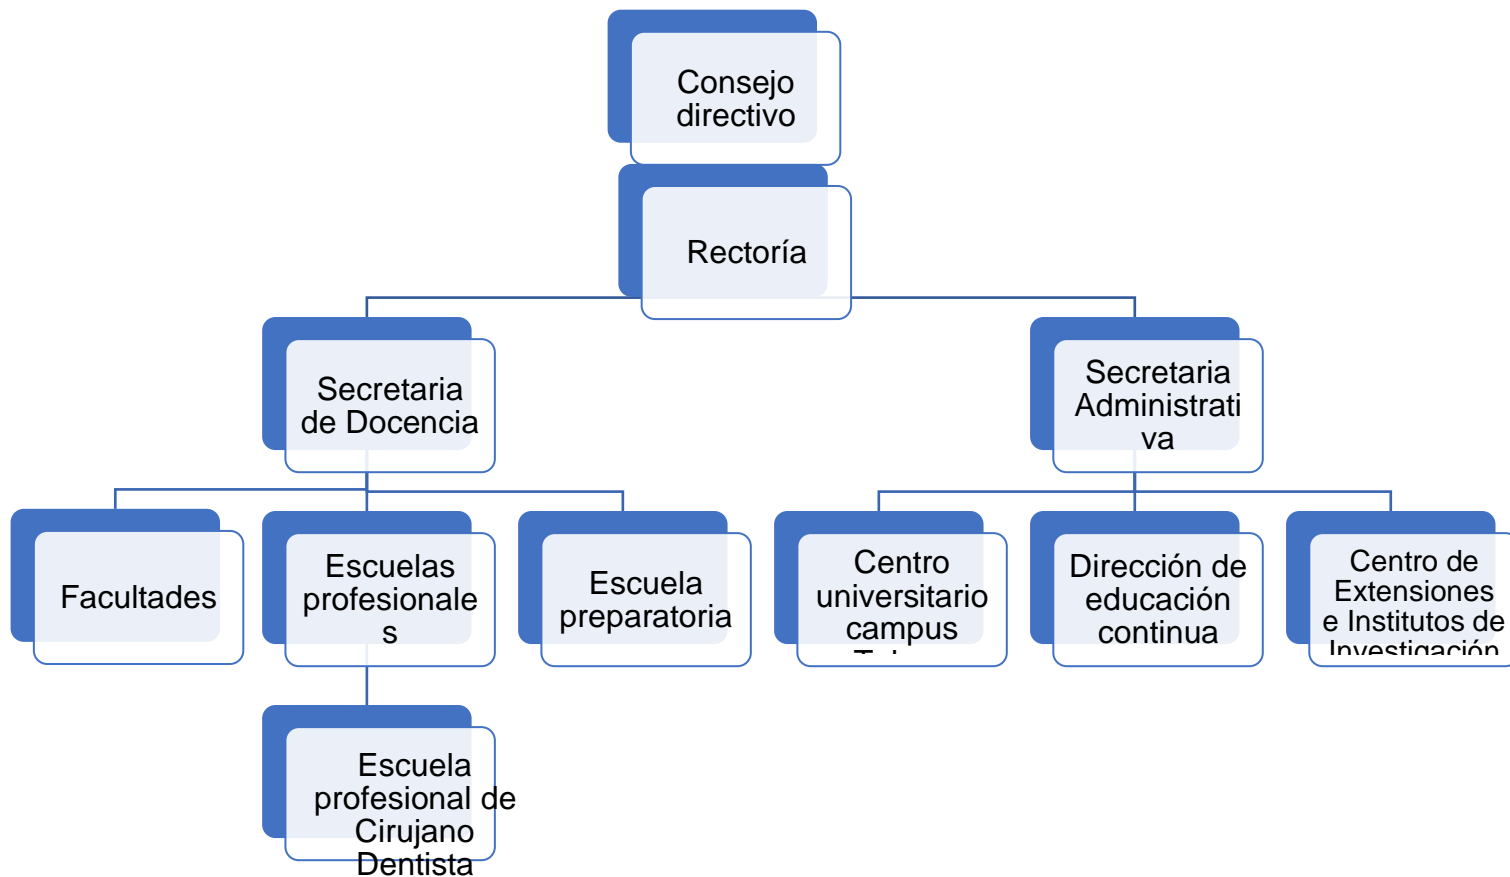 Consejo
directivo
Rectoría
Secretaria
de Docencia
Secretaria
Administrati
va
Facultades
Escuelas
profesionale
s
Escuela
preparatoria
Centro
universitario
campus
Dirección de
educación
continua
Centro de
Extensiones
e Institutos de
Investigación
Escuela
profesional de
Cirujano
Dentista